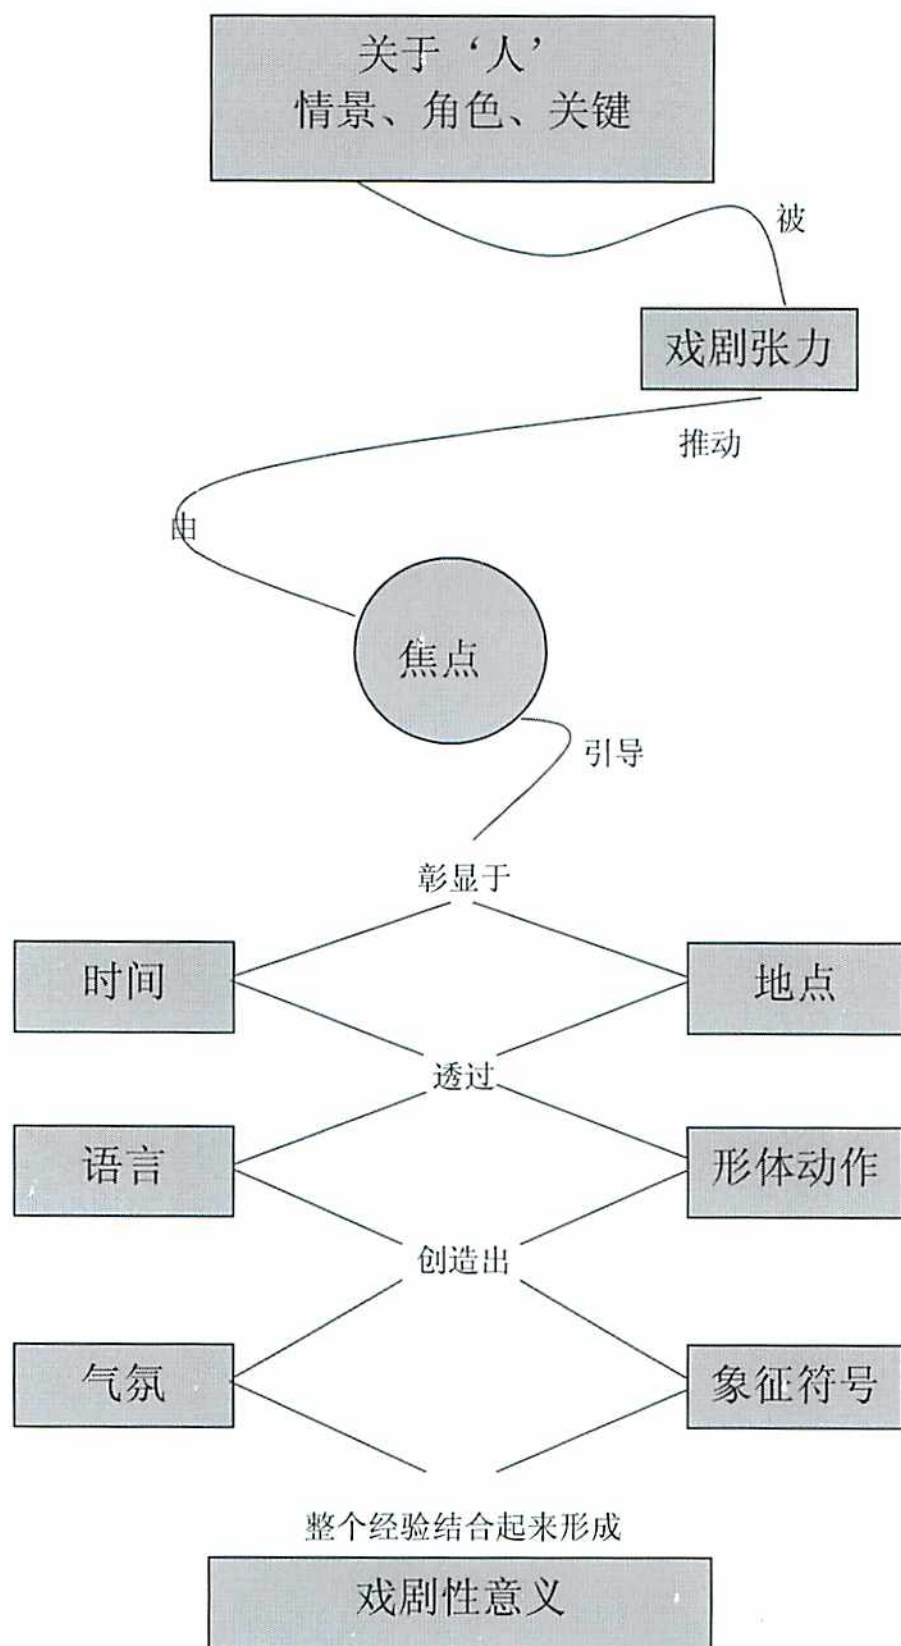 关于‘人’
情景、角色、关键
被
戏剧张力
推动
由
焦点
引导
彰显于
时间
地点
透过
语言
形体动作
创造出
气氛
象征符号
整个经验结合起来形成
戏剧性意义